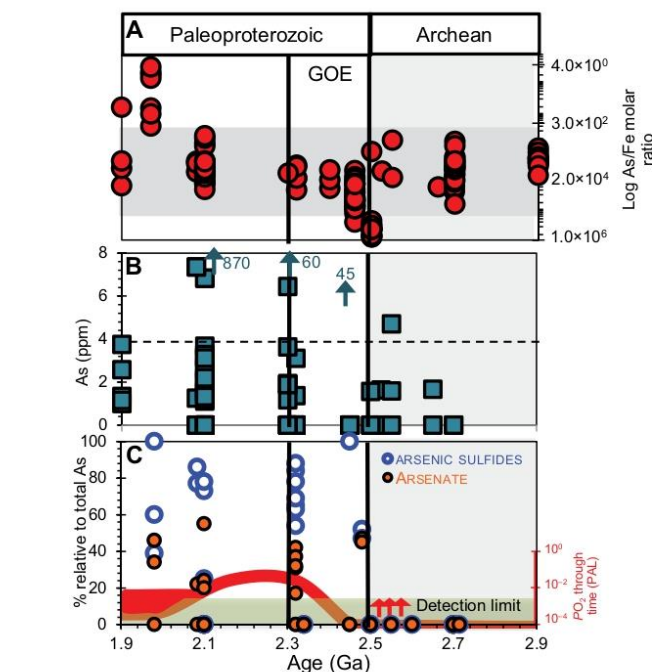 A
Paleoproterozoic
Archean
GOE
4.0×10⁰
3.0×10²
2.0×10⁴
1.0×10⁶
Log As/Fe molar
ratio
B
8
6
4
2
0
As (ppm)
870
60
45
C
100
80
60
40
20
0
% relative to total As
ARSENIC SULFIDES
ARSENATE
Detection limit
10⁰
10⁻²
10⁻⁴
PO₂ through
time (PAL)
1.9
2.1
2.3
2.5
2.7
2.9
Age (Ga)